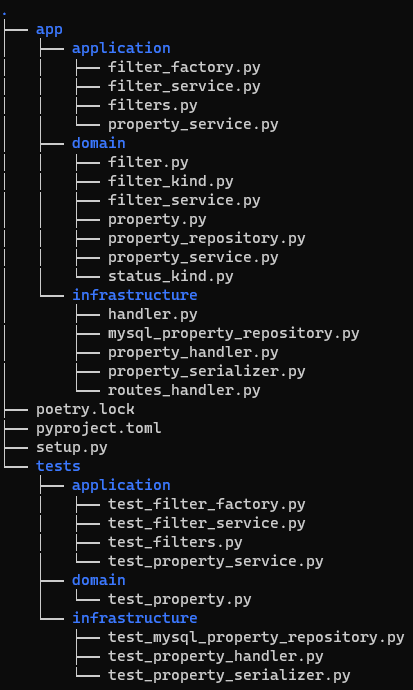 .
├── app
│   ├── application
│   │   ├── filter_factory.py
│   │   ├── filter_service.py
│   │   ├── filters.py
│   │   └── property_service.py
│   ├── domain
│   │   ├── filter.py
│   │   ├── filter_kind.py
│   │   ├── filter_service.py
│   │   ├── property.py
│   │   ├── property_repository.py
│   │   ├── property_service.py
│   │   └── status_kind.py
│   └── infrastructure
│       ├── handler.py
│       ├── mysql_property_repository.py
│       ├── property_handler.py
│       ├── property_serializer.py
│       └── routes_handler.py
├── poetry.lock
├── pyproject.toml
├── setup.py
└── tests
    ├── application
    │   ├── test_filter_factory.py
    │   ├── test_filter_service.py
    │   ├── test_filters.py
    │   └── test_property_service.py
    ├── domain
    │   └── test_property.py
    └── infrastructure
        ├── test_mysql_property_repository.py
        ├── test_property_handler.py
        └── test_property_serializer.py